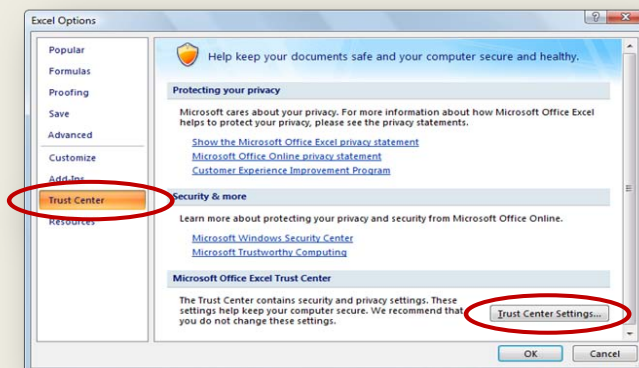 Excel Options
Popular
Formulas
Proofing
Save
Advanced
Customize
Add-Ins
Trust Center
Resources
Help keep your documents safe and your computer secure and healthy.
Protecting your privacy
Microsoft cares about your privacy. For more information about how Microsoft Office Excel
helps to protect your privacy, please see the privacy statements.
Show the Microsoft Office Excel privacy statement
Microsoft Office Online privacy statement
Customer Experience Improvement Program
Security & more
Learn more about protecting your privacy and security from Microsoft Office Online.
Microsoft Windows Security Center
Microsoft Trustworthy Computing
Microsoft Office Excel Trust Center
The Trust Center contains security and privacy settings. These
settings help keep your computer secure. We recommend that
you do not change these settings.
Trust Center Settings...
OK
Cancel